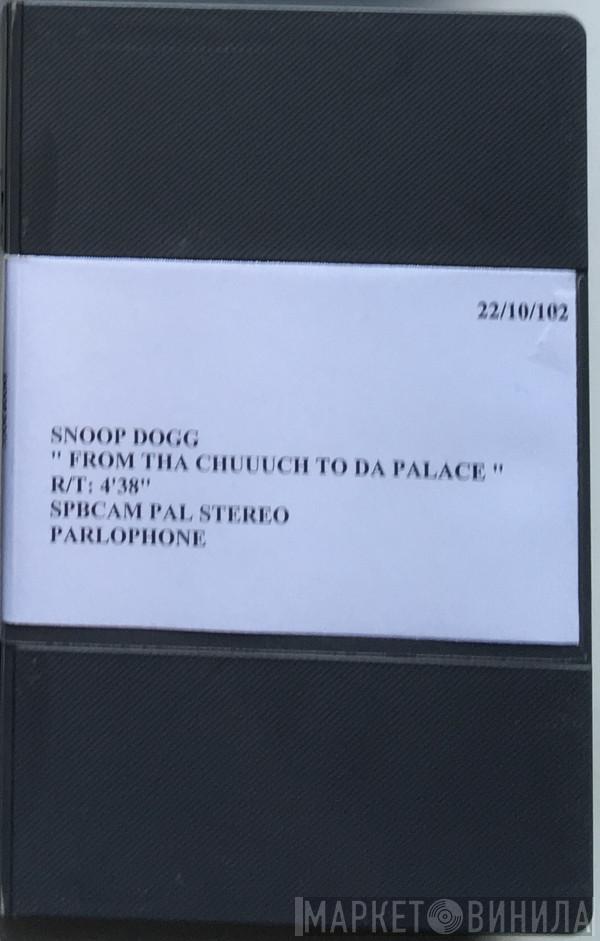 22/10/102
SNOOP DOGG
" FROM THA CHUUUCH TO DA PALACE "
R/T: 4'38"
SPBCAM PAL STEREO
PARLOPHONE
МАРКЕТ ВИНИЛА